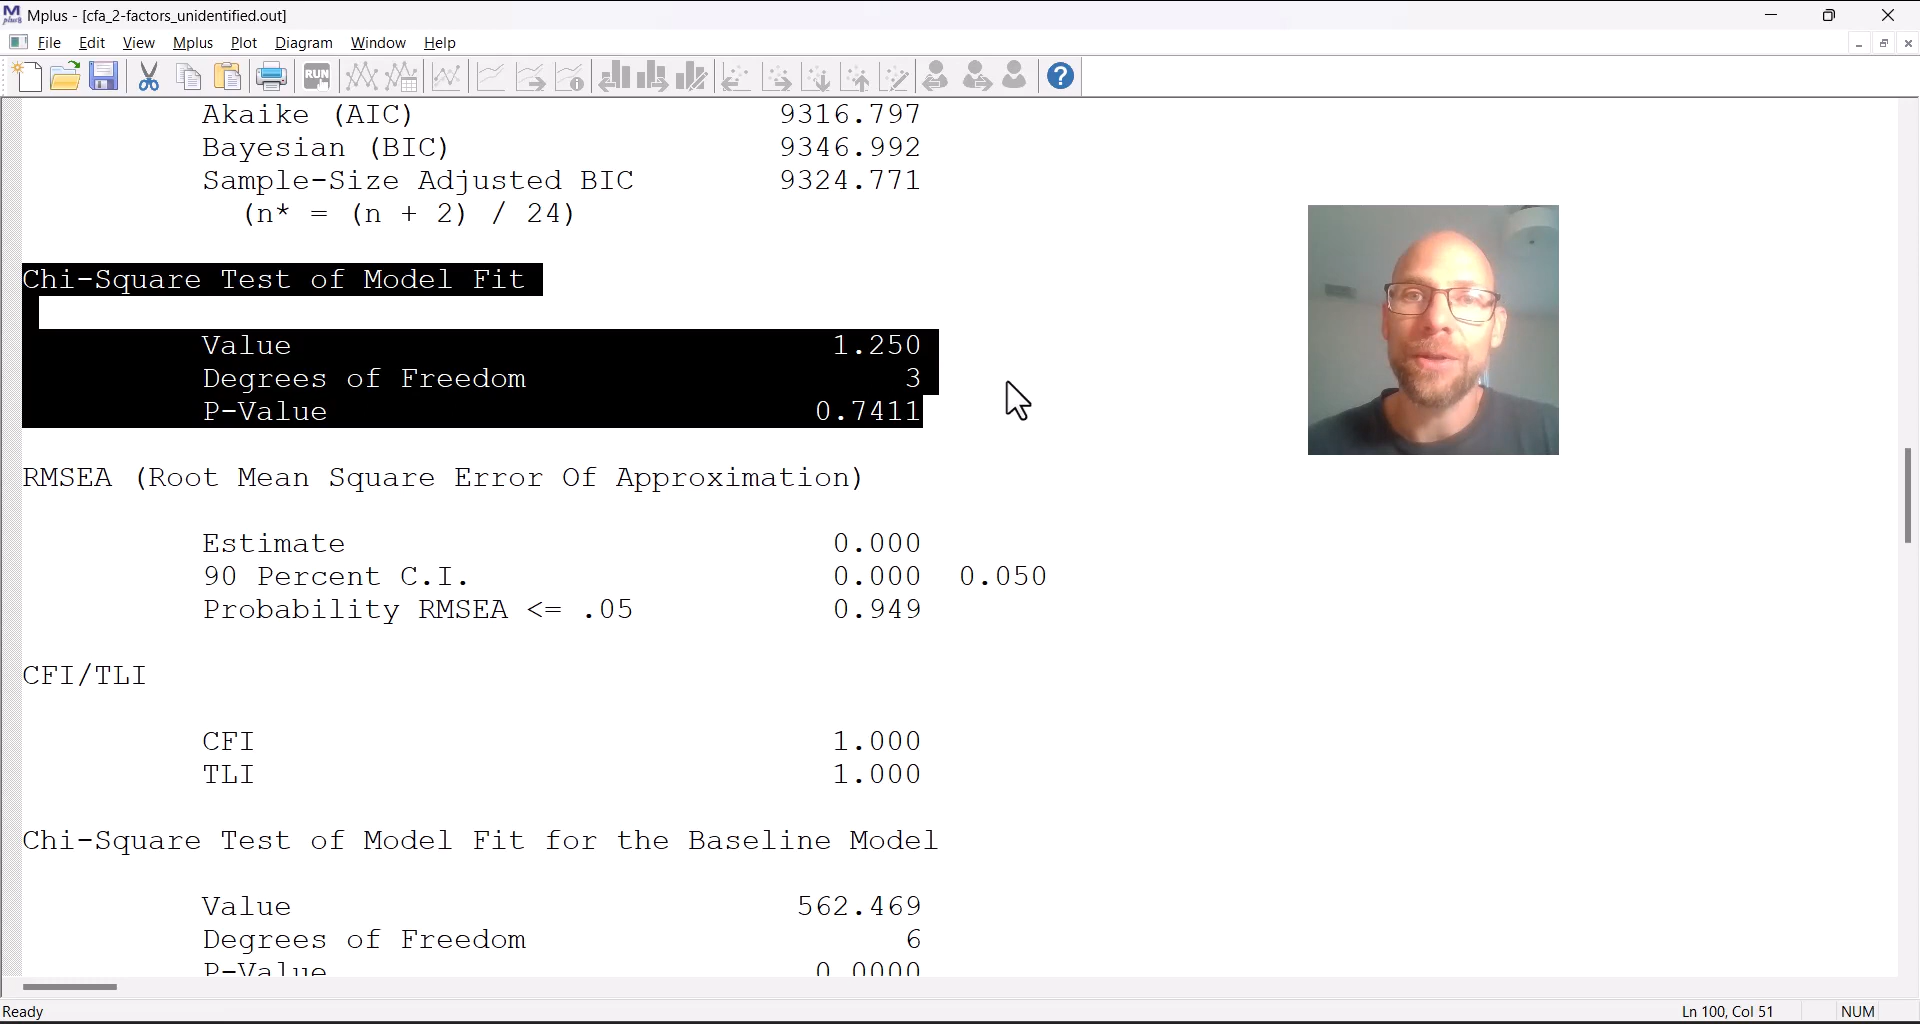 Mplus - [cfa_2-factors_unidentified.out]
File Edit View Mplus Plot Diagram Window Help
RUN
Akaike (AIC) 9316.797
Bayesian (BIC) 9346.992
Sample-Size Adjusted BIC 9324.771
(n* = (n + 2) / 24)
Chi-Square Test of Model Fit
Value 1.250
Degrees of Freedom 3
P-Value 0.7411
RMSEA (Root Mean Square Error Of Approximation)
Estimate 0.000
90 Percent C.I. 0.000 0.050
Probability RMSEA <= .05 0.949
CFI/TLI
CFI 1.000
TLI 1.000
Chi-Square Test of Model Fit for the Baseline Model
Value 562.469
Degrees of Freedom 6
P-Value 0.0000
Ready Ln 100, Col 51 NUM